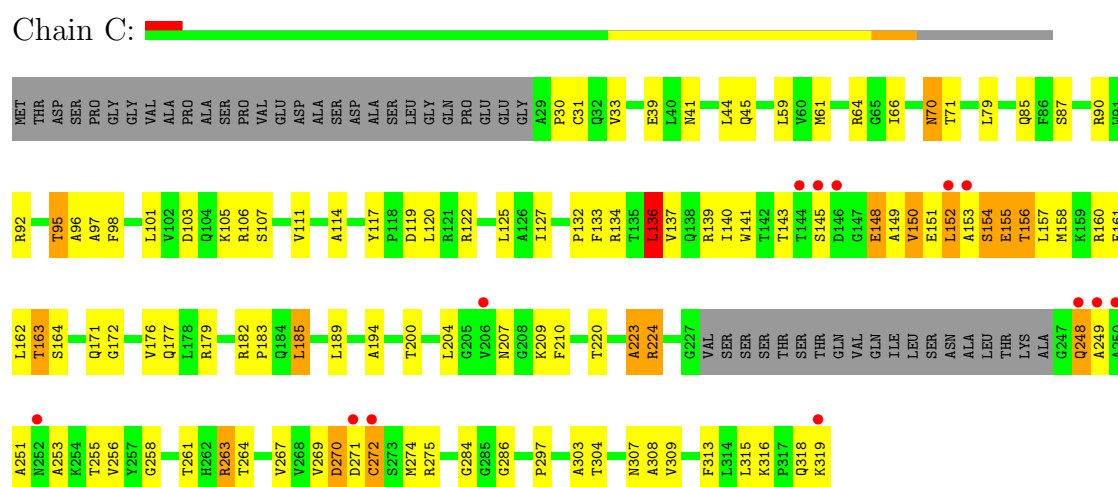 Chain C:
MET THR ASP SER PRO GLY GLY VAL ALA PRO ALA SER PRO VAL GLU ASP ALA SER ASP ALA SER LEU GLY GLN PRO GLU GLU GLY A29 P30 C31 Q32 V33 E39 L40 N41 L44 Q45 L59 V60 M61 R64 G65 I66 N70 T71 L79 Q85 F86 S87 R90 W91
R92 T95 A96 A97 F98 L101 V102 D103 Q104 K105 R106 S107 V111 A114 Y117 P118 D119 L120 R121 R122 L125 A126 I127 P132 F133 R134 T135 L136 V137 Q138 R139 I140 W141 T142 T143 T144 S145 D146 G147 E148 A149 V150 E151 L152 A153 S154 E155 T156 L157 M158 K159 R160 E161
L162 T163 S164 Q171 G172 V176 Q177 L178 R179 R182 P183 Q184 L185 L189 A194 T200 L204 G205 V206 N207 G208 K209 F210 T220 A223 R224 G227 VAL SER SER SER THR SER THR GLN VAL GLN ILE LEU SER ASN ALA LEU THR LYS ALA G247 Q248 A249 A250
A251 N252 A253 K254 T255 V256 Y257 G258 T261 H262 R263 T264 V267 V268 V269 D270 D271 C272 S273 M274 R275 G284 G285 G286 P297 A303 T304 N307 A308 V309 F313 L314 L315 K316 P317 Q318 K319